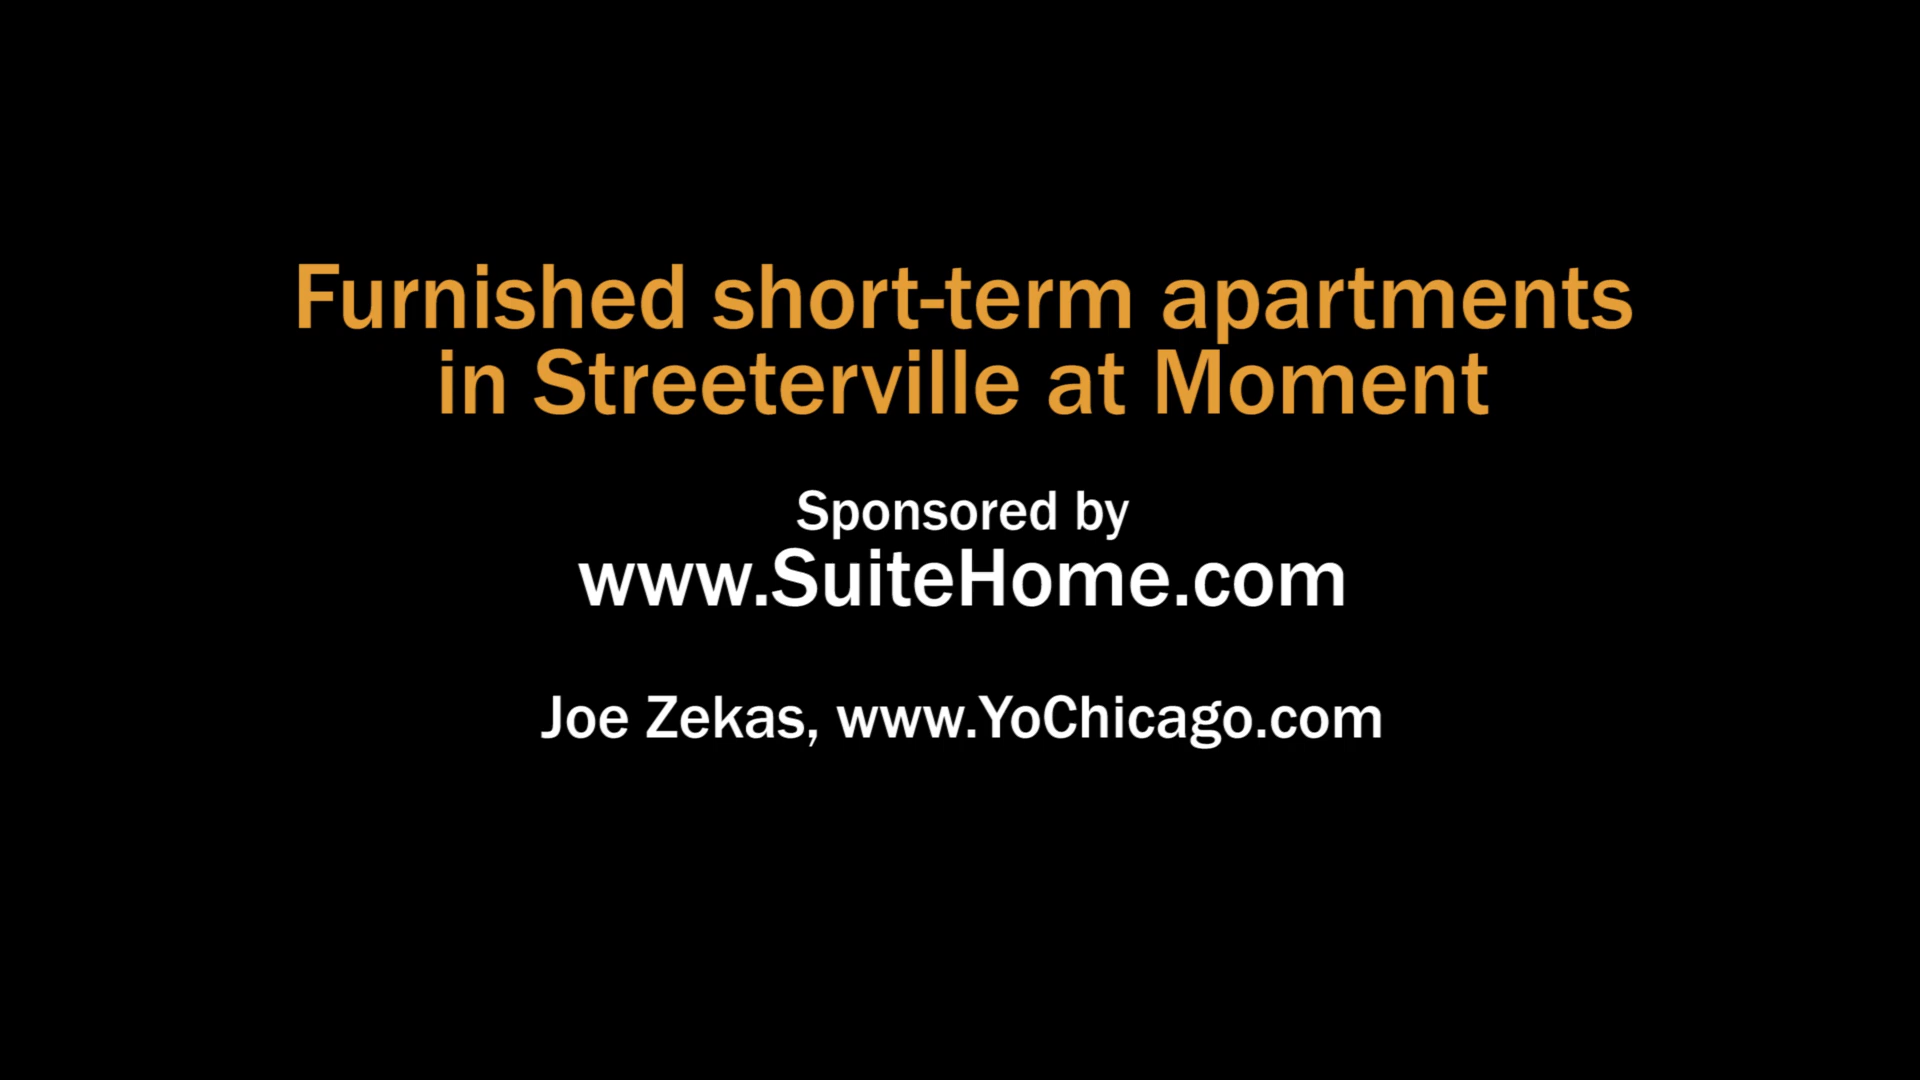 Furnished short-term apartments
in Streeterville at Moment
Sponsored by
www.SuiteHome.com
Joe Zekas, www.YoChicago.com